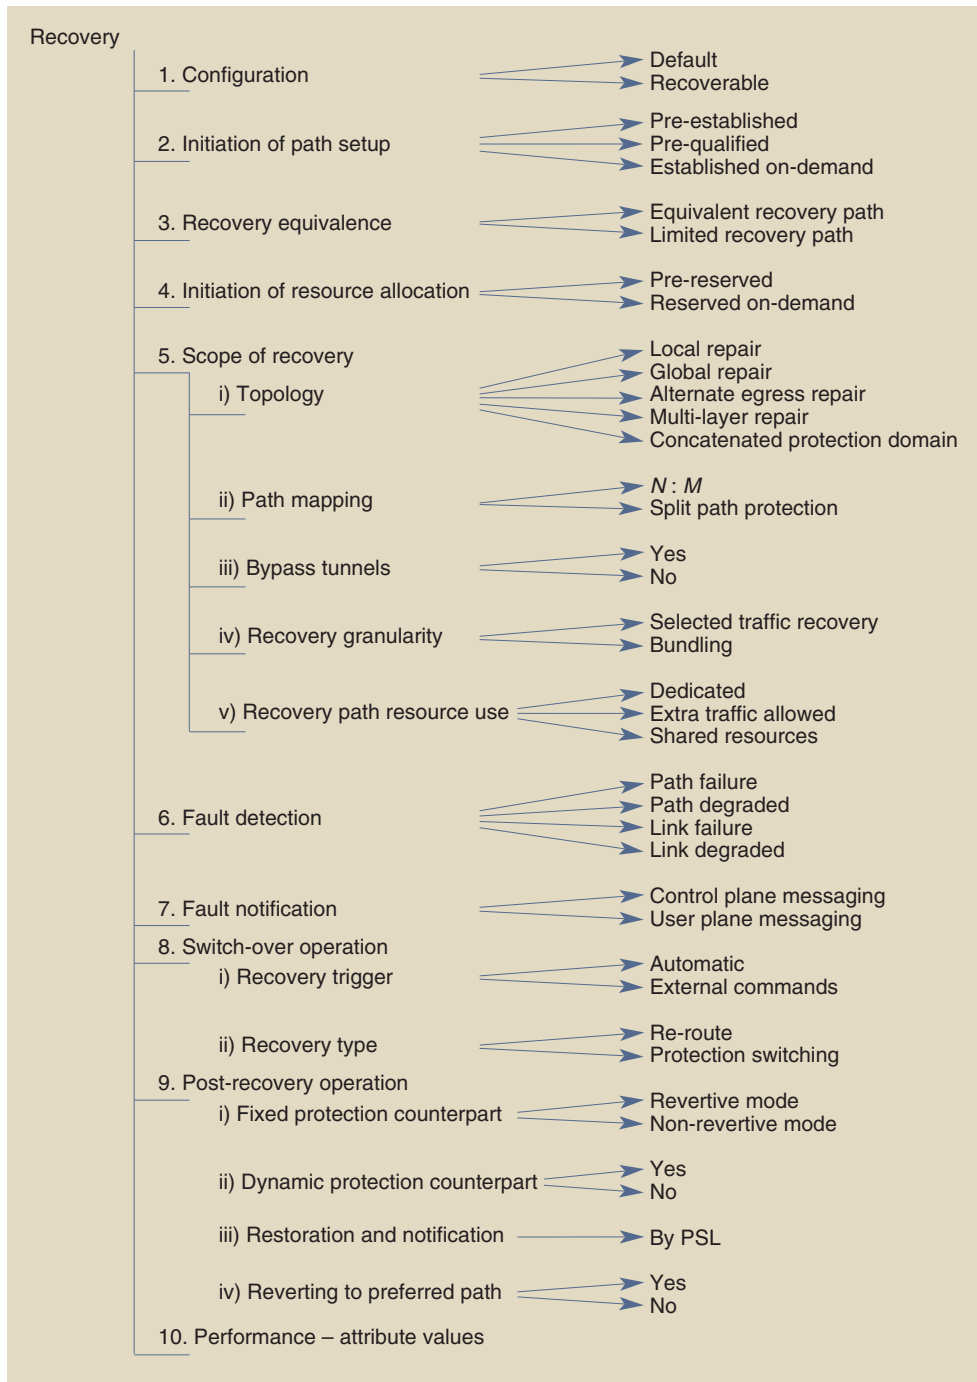 Recovery
1. Configuration
Default
Recoverable
2. Initiation of path setup
Pre-established
Pre-qualified
Established on-demand
3. Recovery equivalence
Equivalent recovery path
Limited recovery path
4. Initiation of resource allocation
Pre-reserved
Reserved on-demand
5. Scope of recovery
i) Topology
Local repair
Global repair
Alternate egress repair
Multi-layer repair
Concatenated protection domain
ii) Path mapping
N : M
Split path protection
iii) Bypass tunnels
Yes
No
iv) Recovery granularity
Selected traffic recovery
Bundling
v) Recovery path resource use
Dedicated
Extra traffic allowed
Shared resources
6. Fault detection
Path failure
Path degraded
Link failure
Link degraded
7. Fault notification
Control plane messaging
User plane messaging
8. Switch-over operation
i) Recovery trigger
Automatic
External commands
ii) Recovery type
Re-route
Protection switching
9. Post-recovery operation
i) Fixed protection counterpart
Revertive mode
Non-revertive mode
ii) Dynamic protection counterpart
Yes
No
iii) Restoration and notification
By PSL
iv) Reverting to preferred path
Yes
No
10. Performance – attribute values